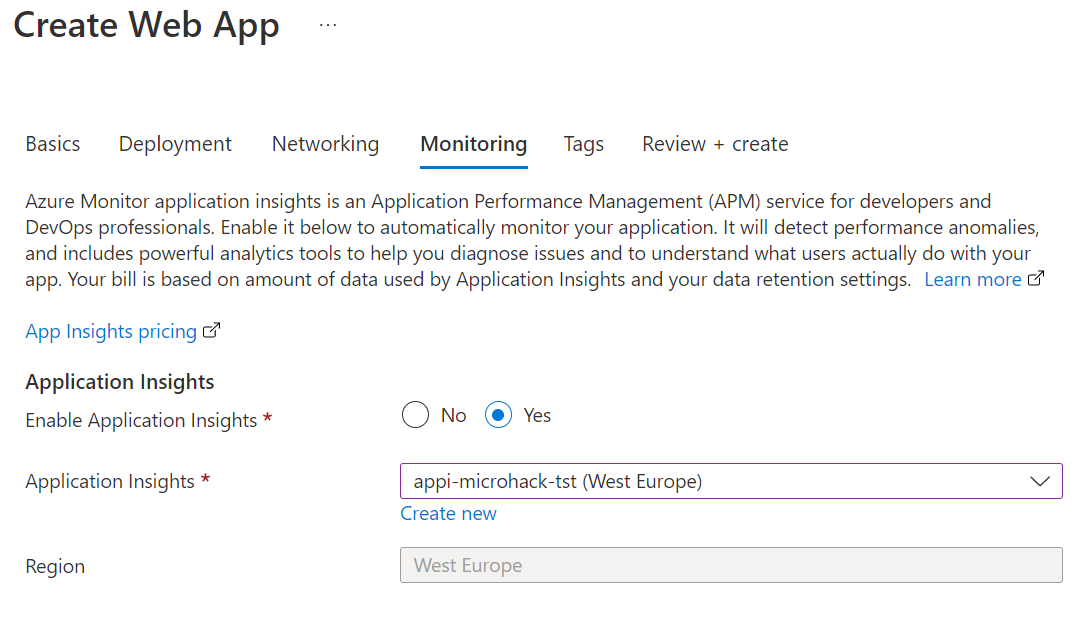 Create Web App ...
Basics Deployment Networking Monitoring Tags Review + create
Azure Monitor application insights is an Application Performance Management (APM) service for developers and
DevOps professionals. Enable it below to automatically monitor your application. It will detect performance anomalies,
and includes powerful analytics tools to help you diagnose issues and to understand what users actually do with your
app. Your bill is based on amount of data used by Application Insights and your data retention settings. Learn more
App Insights pricing
Application Insights
Enable Application Insights * No Yes
Application Insights * appi-microhack-tst (West Europe)
Create new
Region West Europe